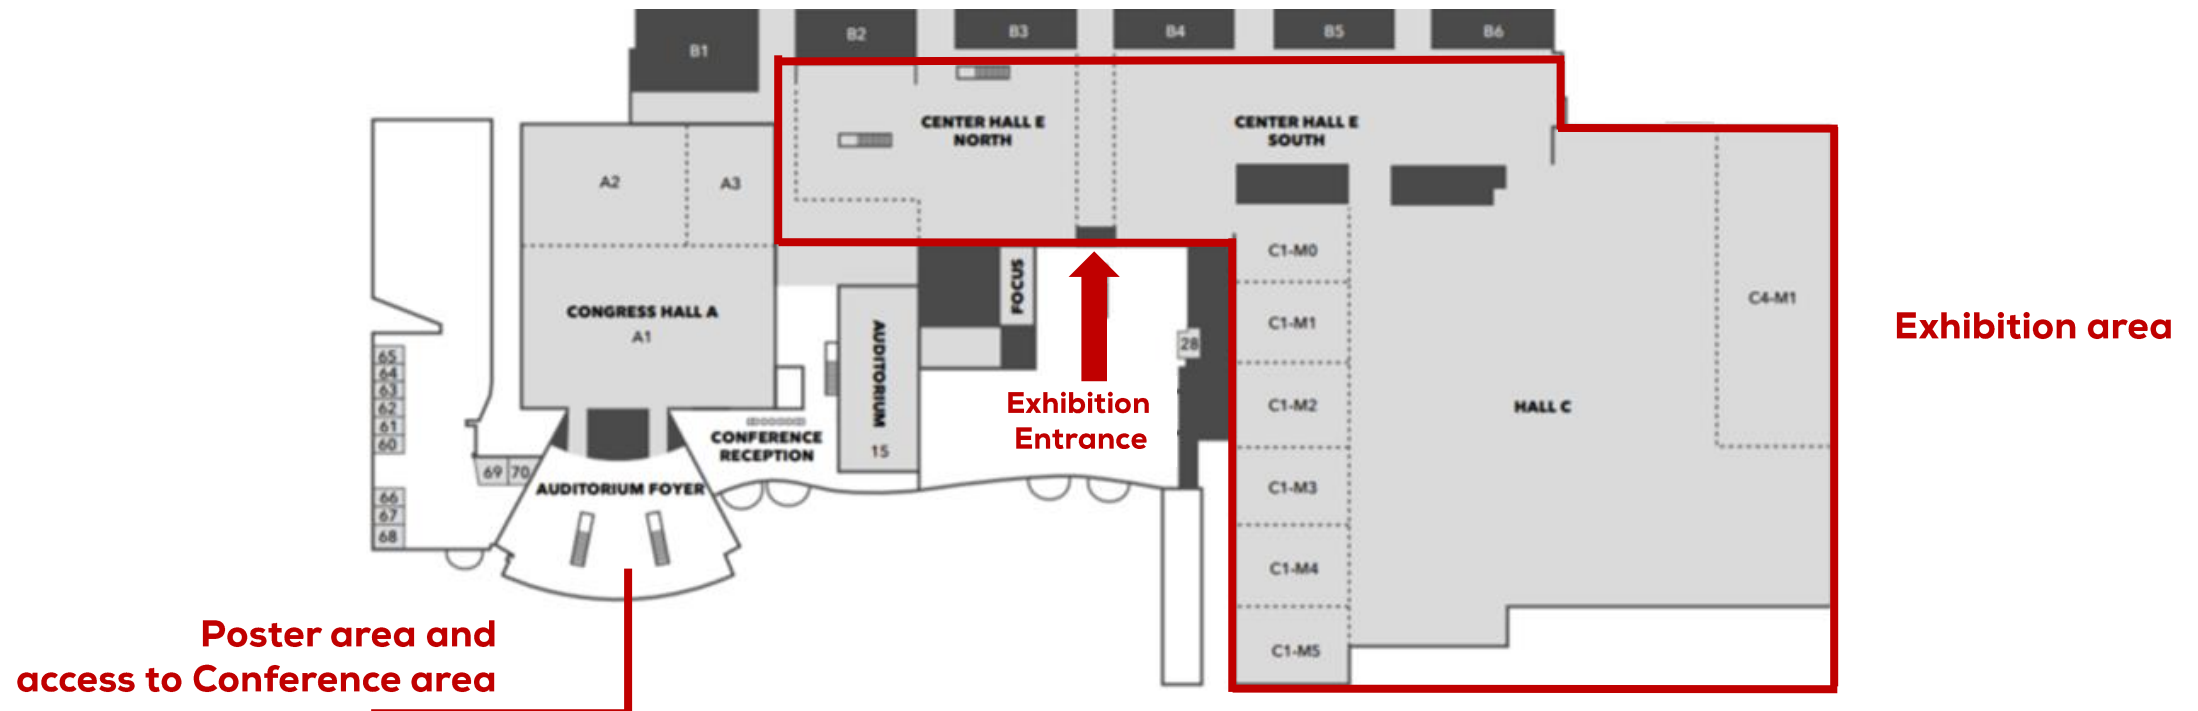 B1
B2
B3
B4
B5
B6
CENTER HALL E
NORTH
CENTER HALL E
SOUTH
A2
A3
CONGRESS HALL A
A1
C1-M0
C1-M1
C1-M2
C1-M3
C1-M4
C1-M5
C4-M1
HALL C
Exhibition area
FOCUS
AUDITORIUM
15
28
Exhibition
Entrance
65
64
63
62
61
60
66
67
68
69
70
CONFERENCE
RECEPTION
AUDITORIUM FOYER
Poster area and
access to Conference area